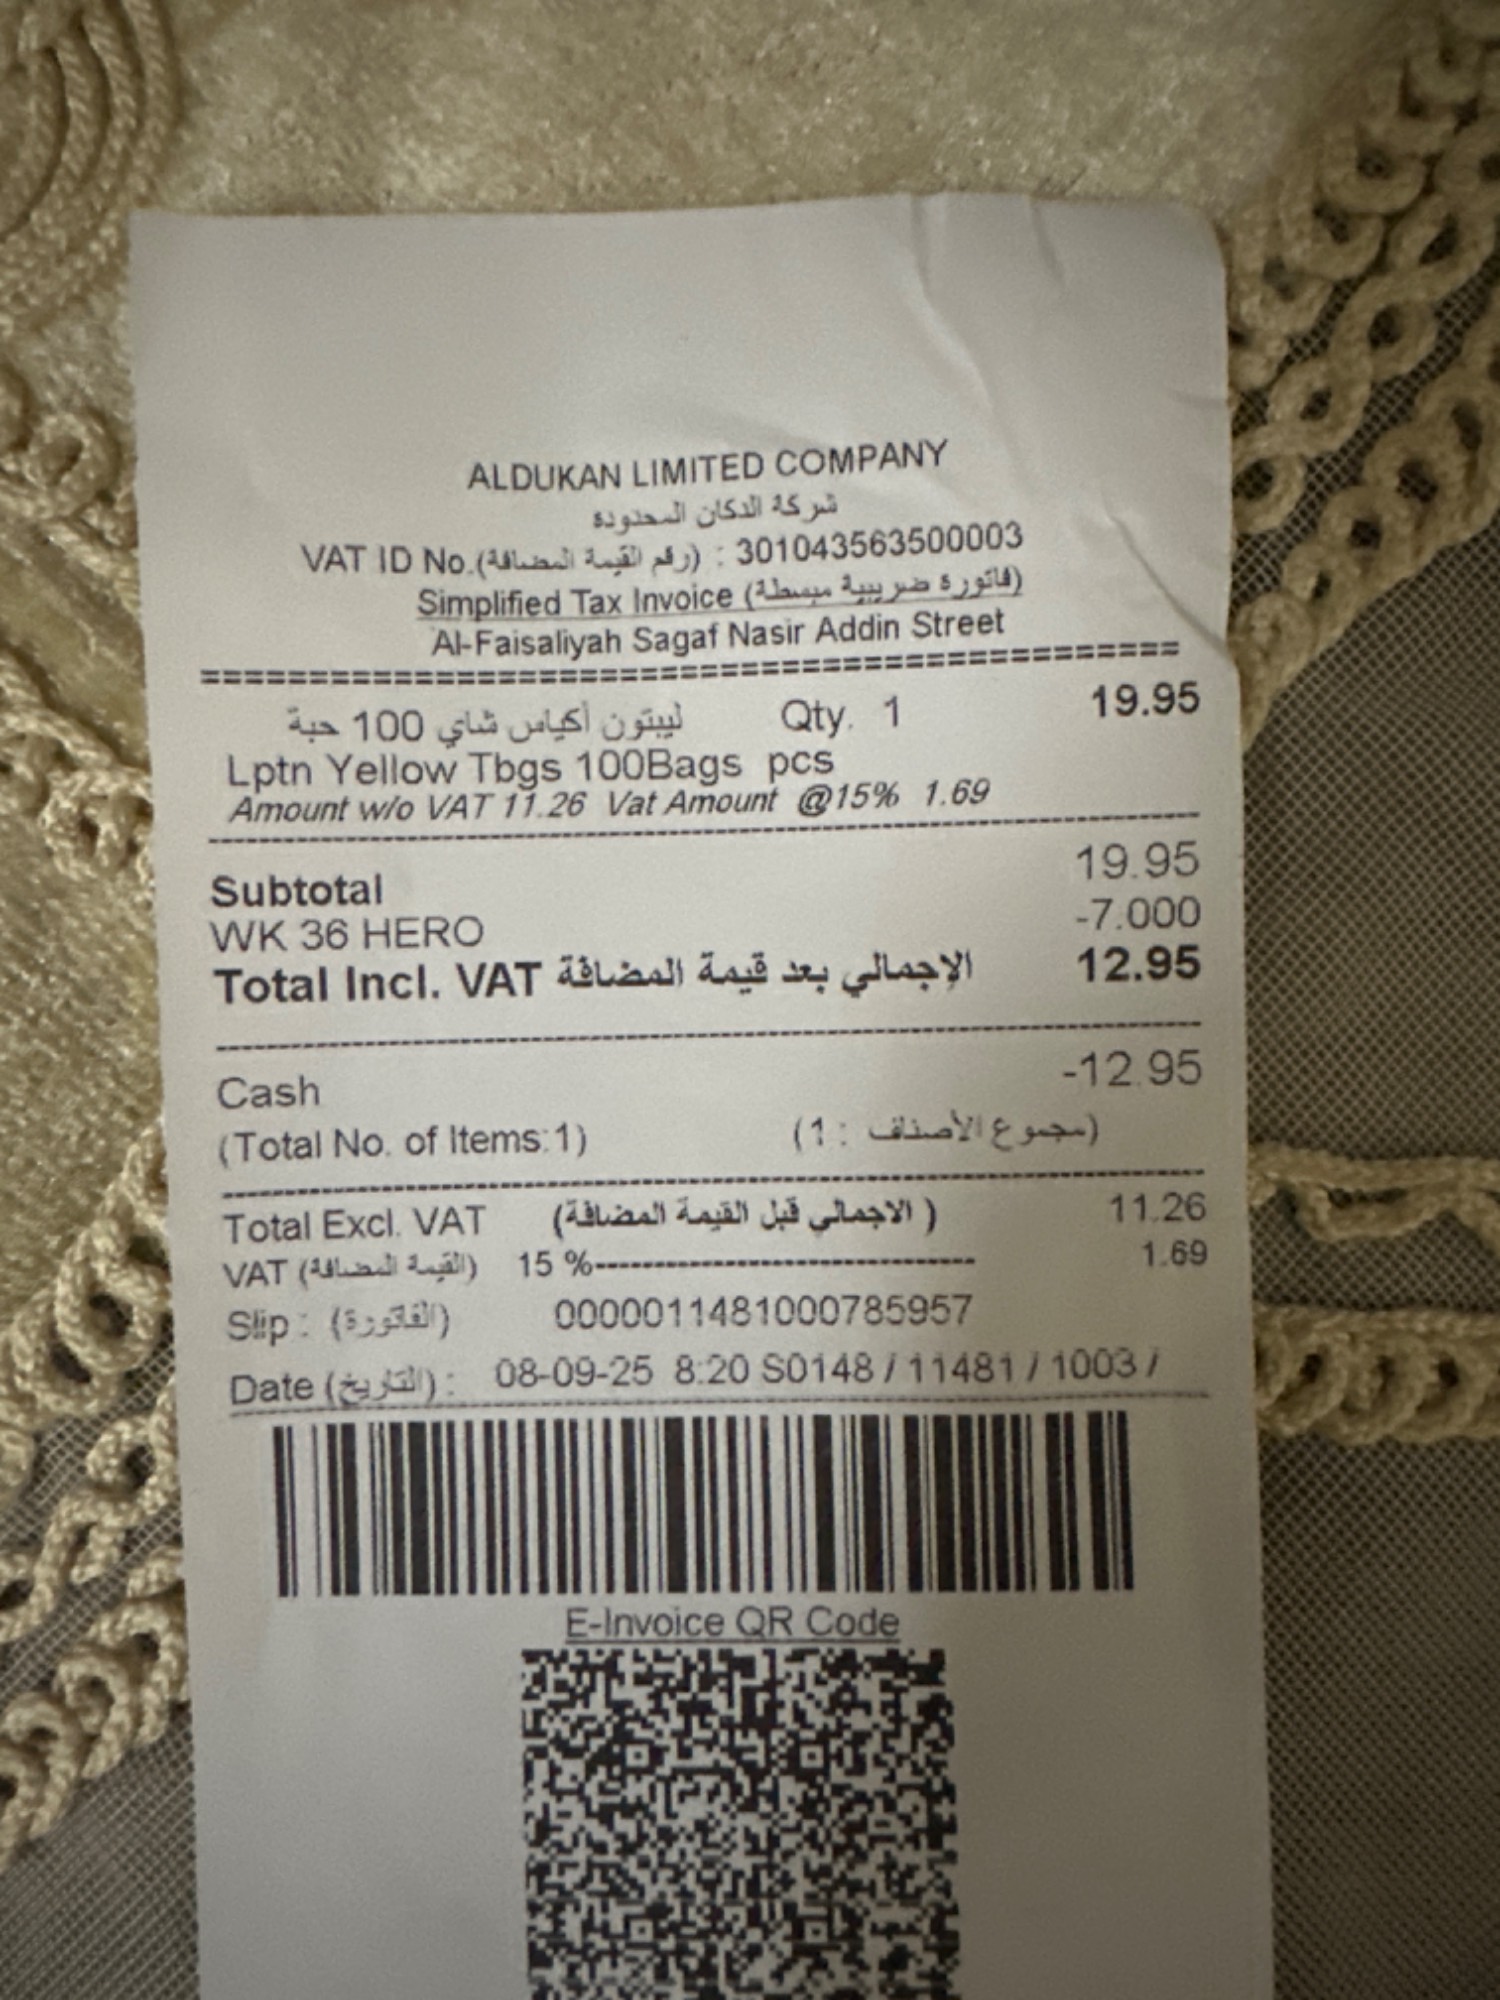 ALDUKAN LIMITED COMPANY
شركة الدكان المحدودة
VAT ID No.(رقم القيمة المضافة) : 301043563500003
Simplified Tax Invoice (فاتورة ضريبية مبسطة)
Al-Faisaliyah Sagaf Nasir Addin Street
==================================================
ليبتون أكياس شاي 100 حبة Qty. 1 19.95
Lptn Yellow Tbgs 100Bags pcs
Amount w/o VAT 11.26 Vat Amount @15% 1.69
Subtotal 19.95
WK 36 HERO -7.000
Total Incl. VAT الإجمالي بعد قيمة المضافة 12.95
Cash -12.95
(Total No. of Items:1) (مجموع الأصناف : 1)
Total Excl. VAT (الاجمالي قبل القيمة المضافة ) 11.26
VAT (القيمة المضافة) 15 %------------------------------ 1.69
Slip : (الفاتورة) 0000011481000785957
Date (التاريخ) : 08-09-25 8:20 S0148 / 11481 / 1003 /
E-Invoice QR Code